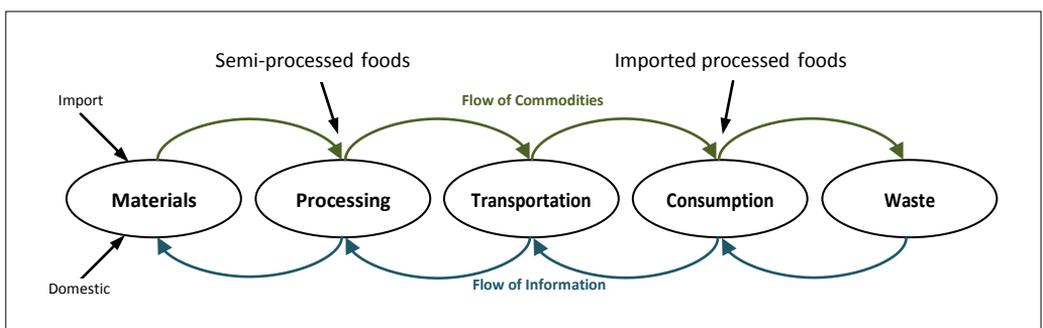 Semi-processed foods
Imported processed foods
Import
Flow of Commodities
Materials
Processing
Transportation
Consumption
Waste
Flow of Information
Domestic